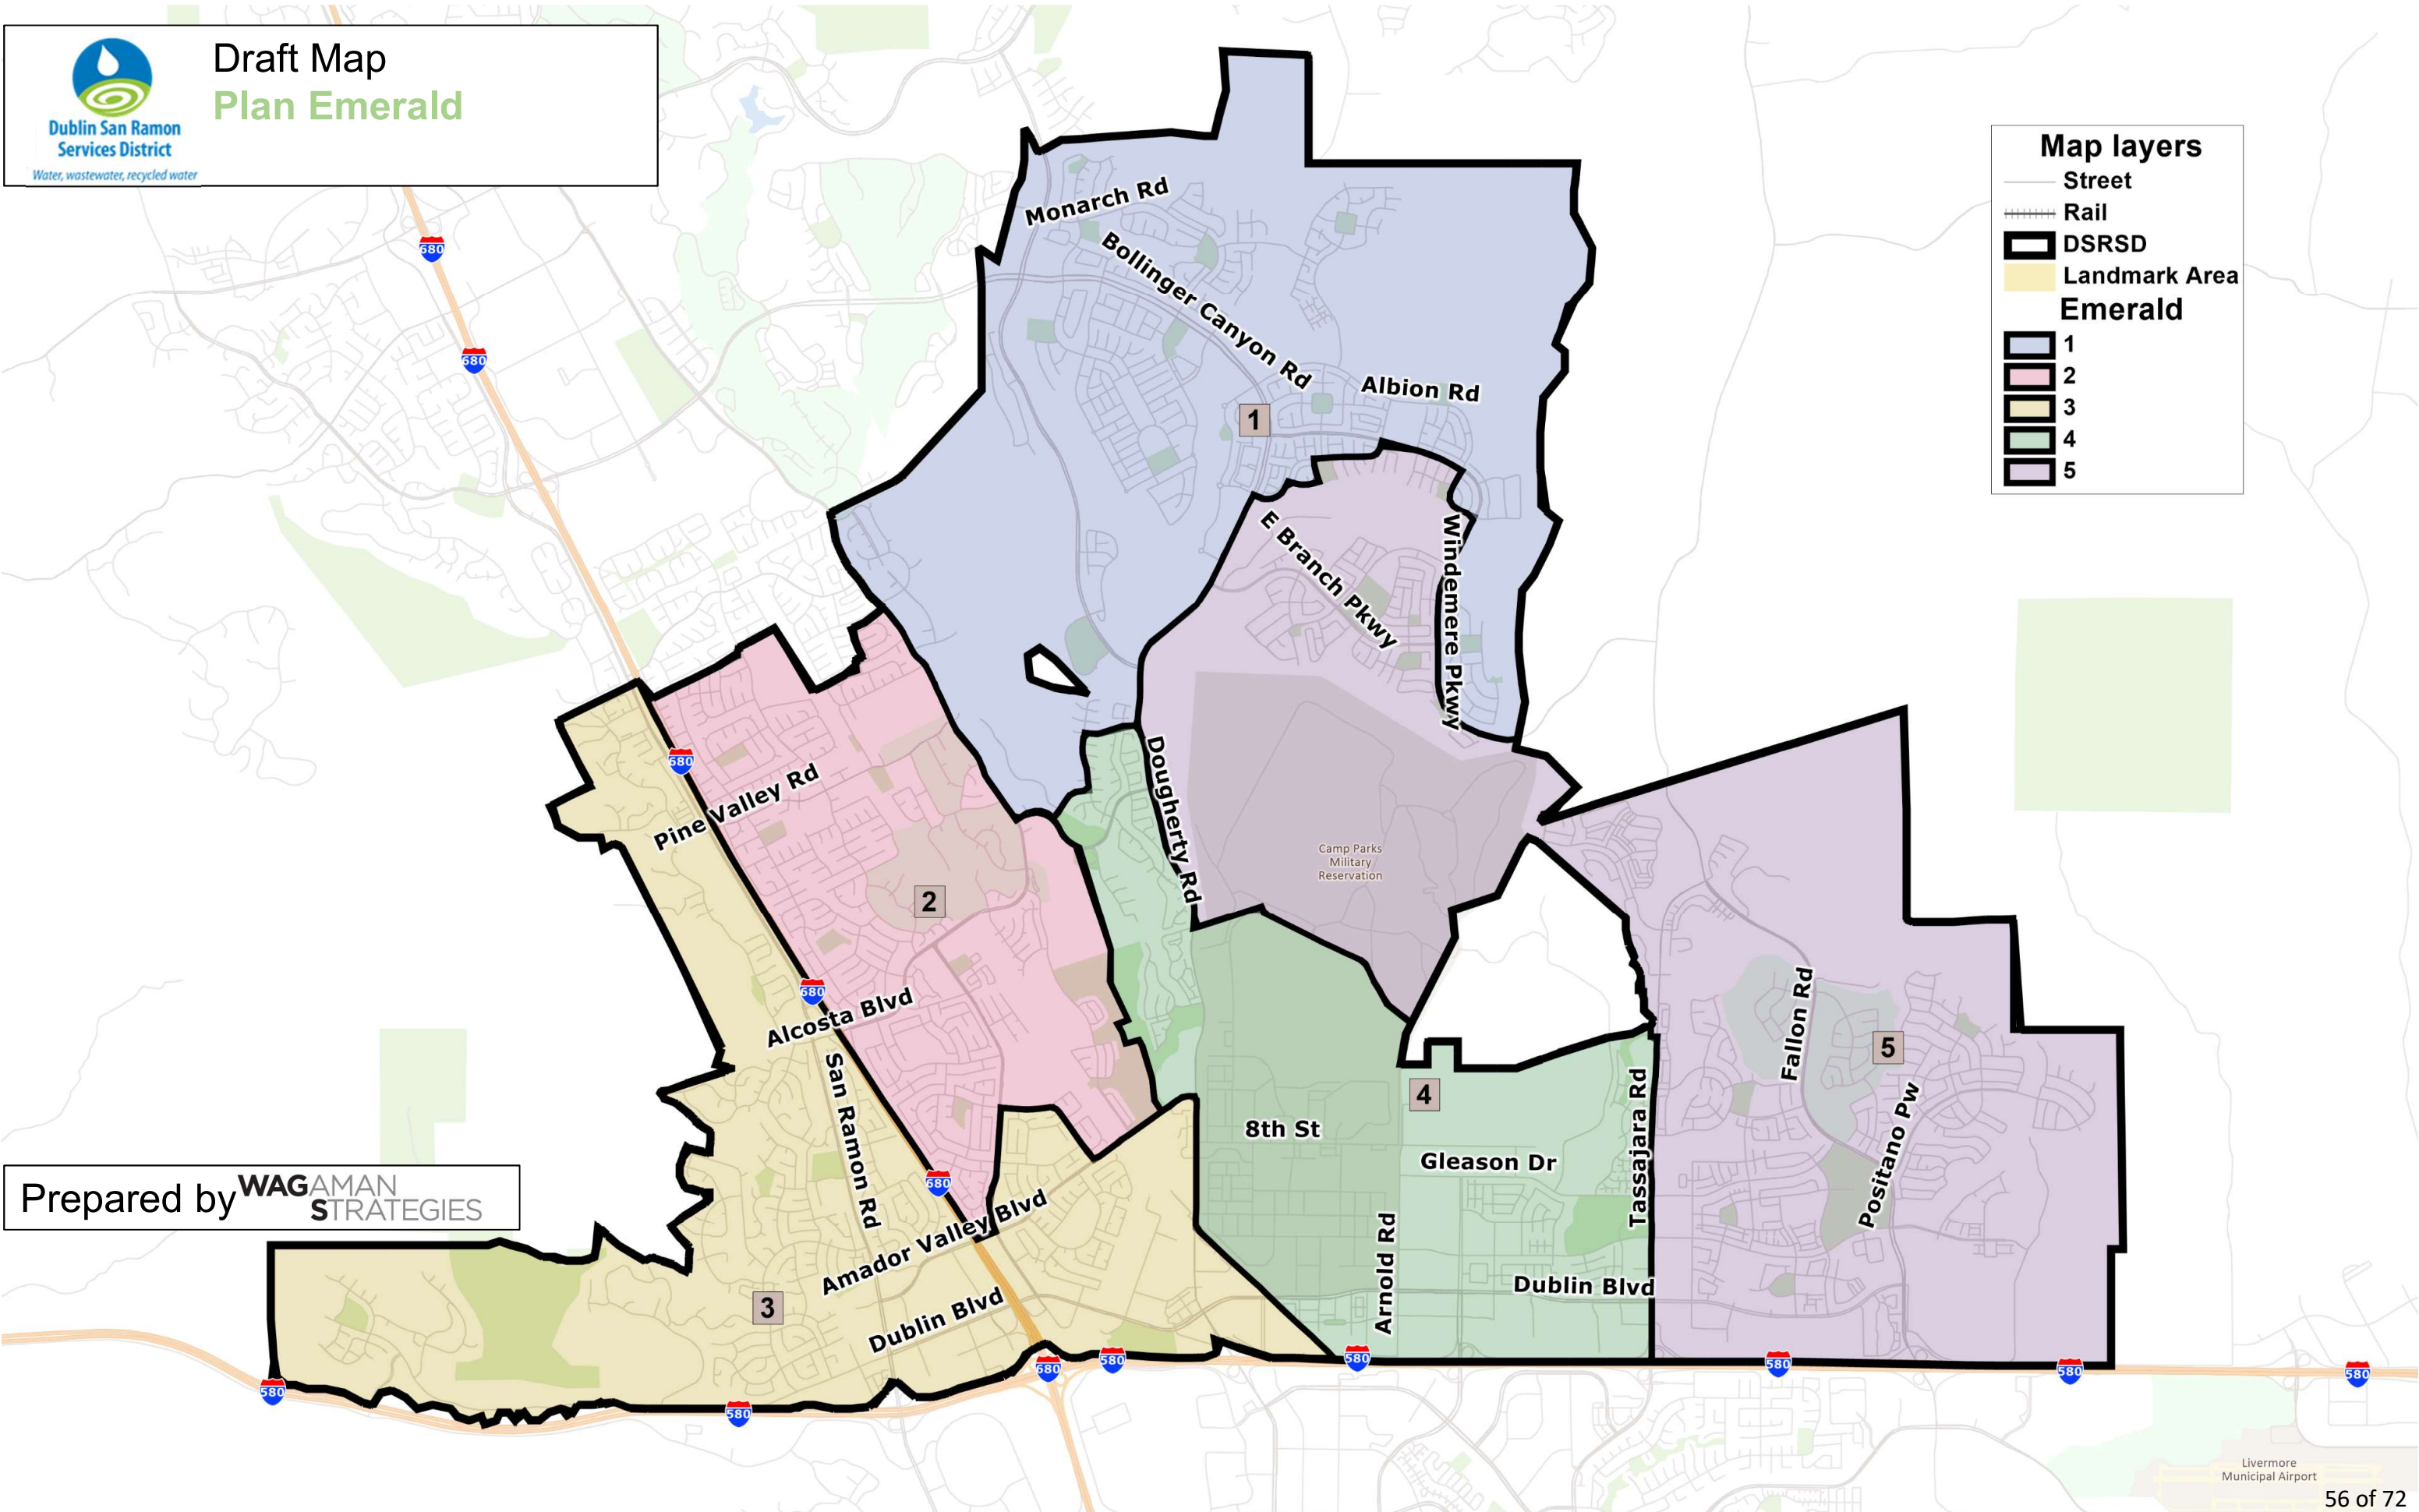 Draft Map
Plan Emerald
Dublin San Ramon
Services District
Water, wastewater, recycled water
Map layers
Street
Rail
DSRSD
Landmark Area
Emerald
1
2
3
4
5
680
680
Monarch Rd
Bollinger Canyon Rd
Albion Rd
1
E Branch Pkwy
Windemere Pkwy
680
Pine Valley Rd
Dougherty Rd
Camp Parks
Military
Reservation
2
680
Alcosta Blvd
San Ramon Rd
Fallon Rd
5
4
Tassajara Rd
Positano Pw
8th St
Gleason Dr
680
Amador Valley Blvd
Arnold Rd
Dublin Blvd
3
Dublin Blvd
Prepared by WAGAMAN
STRATEGIES
580
580
680
580
580
580
580
580
Livermore
Municipal Airport
56 of 72